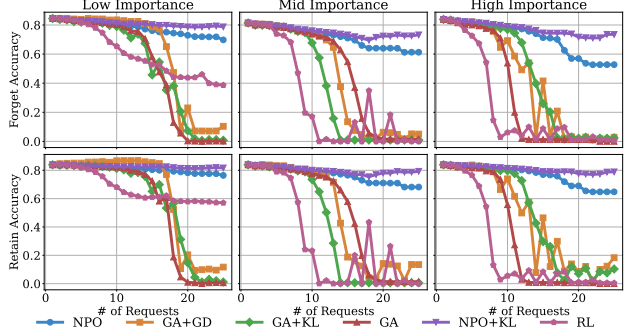 Low Importance Mid Importance High Importance
Forget Accuracy
0.8
0.6
0.4
0.2
0.0
Retain Accuracy
0.8
0.6
0.4
0.2
0.0
0 10 20 0 10 20 0 10 20
# of Requests # of Requests # of Requests
NPO GA+GD GA+KL GA NPO+KL RL